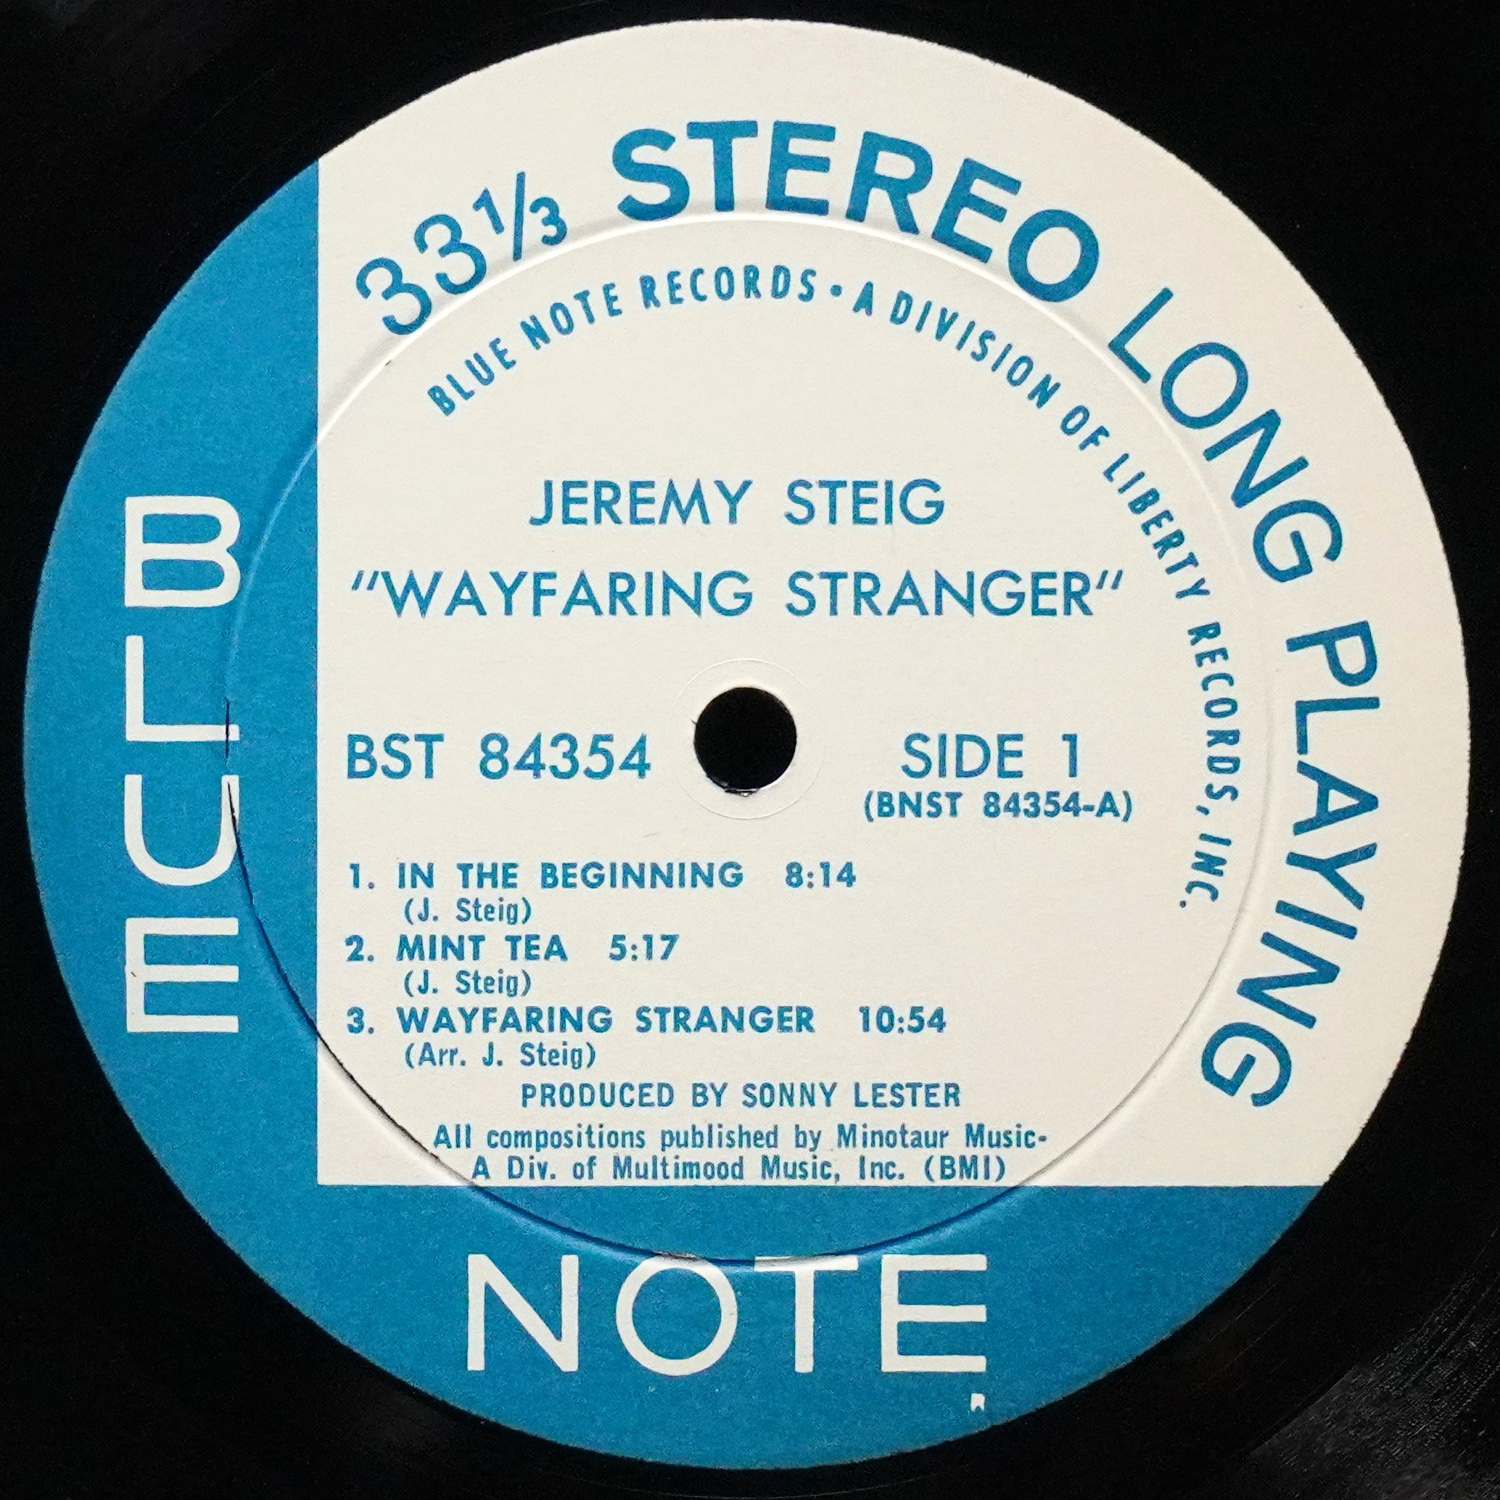 33⅓ STEREO LONG PLAYING
BLUE NOTE RECORDS • A DIVISION OF LIBERTY RECORDS, INC.
JEREMY STEIG
"WAYFARING STRANGER"
BST 84354
SIDE 1
(BNST 84354-A)
1. IN THE BEGINNING 8:14
(J. Steig)
2. MINT TEA 5:17
(J. Steig)
3. WAYFARING STRANGER 10:54
(Arr. J. Steig)
PRODUCED BY SONNY LESTER
All compositions published by Minotaur Music-
A Div. of Multimood Music, Inc. (BMI)
BLUE
NOTE